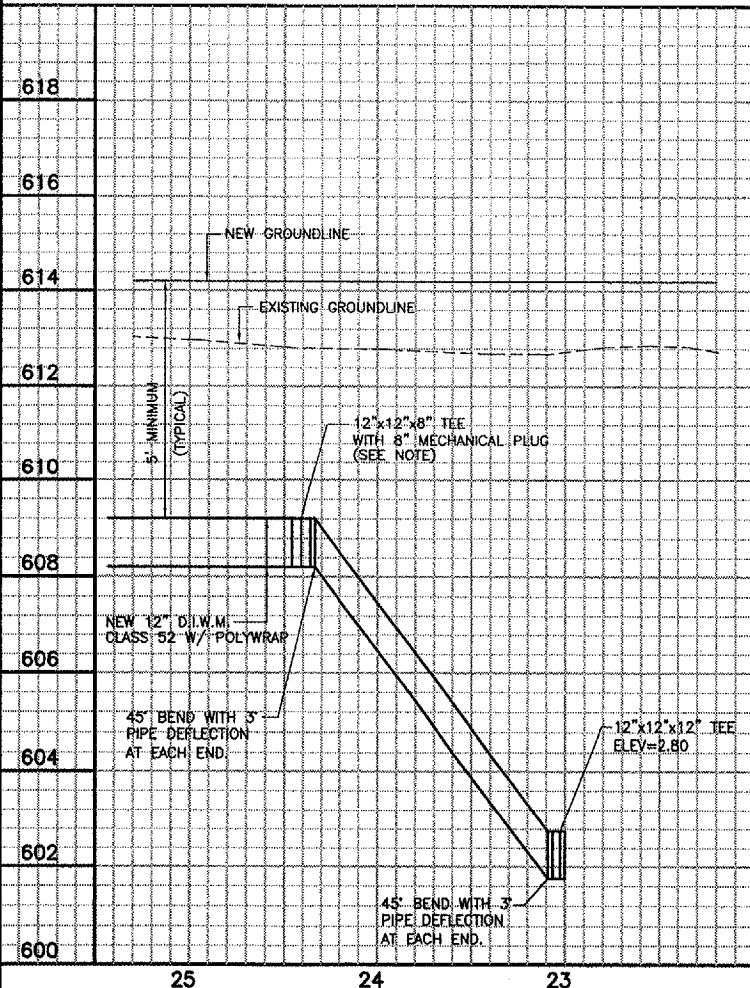 618
616
NEW GROUNDLINE
614
EXISTING GROUNDLINE
612
5' MINIMUM
(TYPICAL)
12"x12"x8" TEE
WITH 8" MECHANICAL PLUG
(SEE NOTE)
610
608
NEW 12" D.I.W.M.
CLASS 52 W/ POLYWRAP
606
45° BEND WITH 3°
PIPE DEFLECTION
AT EACH END.
12"x12"x12" TEE
ELEV=2.80
604
602
45° BEND WITH 3°
PIPE DEFLECTION
AT EACH END.
600
25
24
23